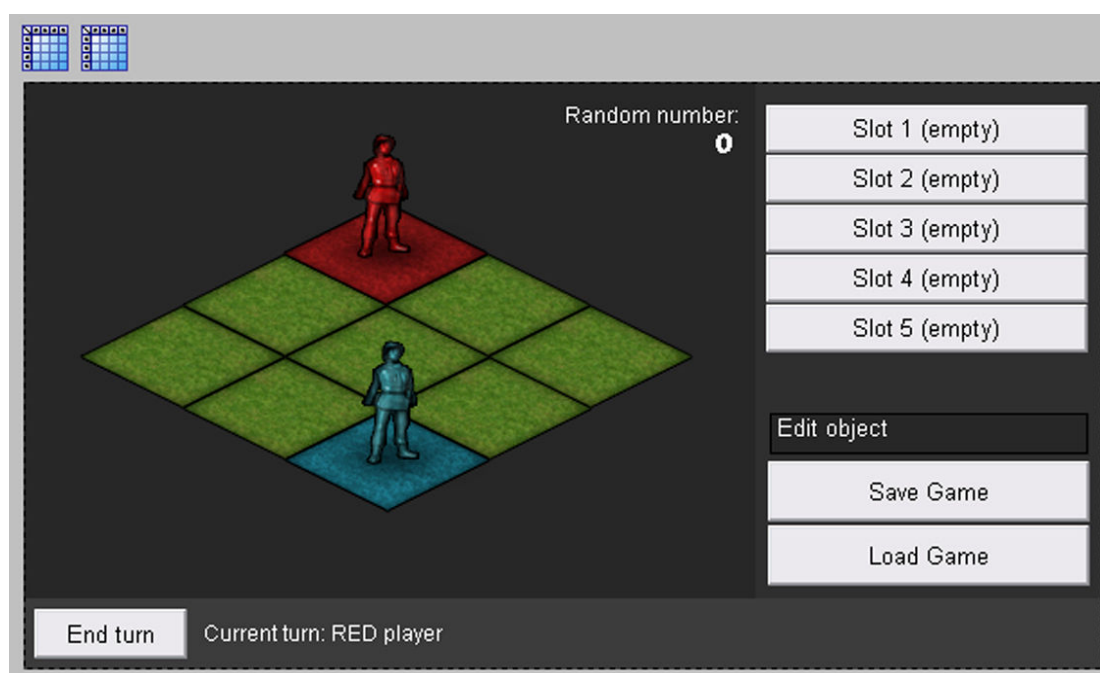 Random number:
0
Slot 1 (empty)
Slot 2 (empty)
Slot 3 (empty)
Slot 4 (empty)
Slot 5 (empty)
Edit object
Save Game
Load Game
End turn
Current turn: RED player